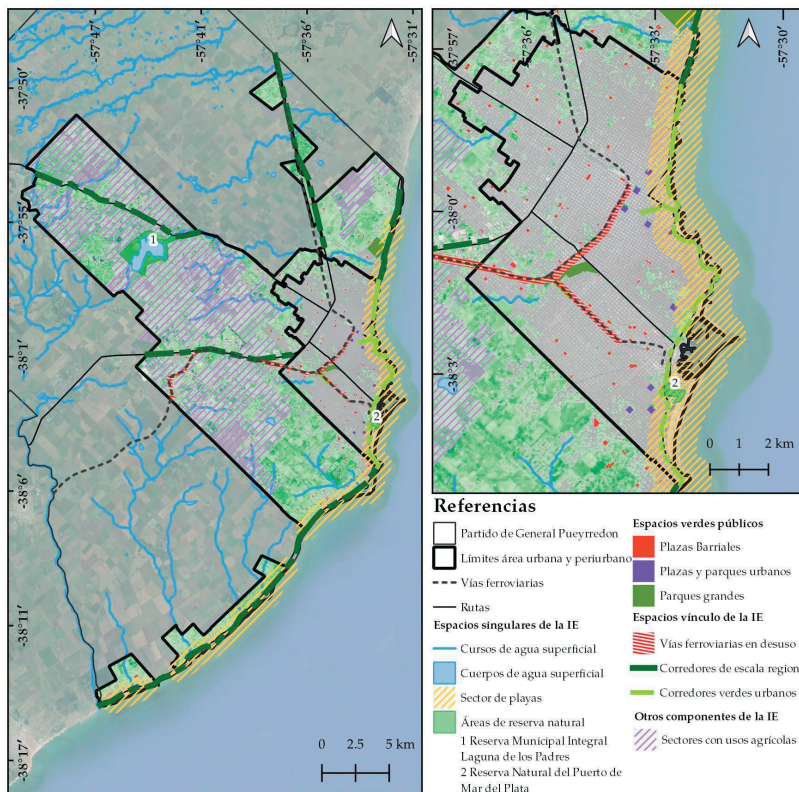 -57°47'
-57°41'
-57°36'
-57°31'
-37°50'
-37°55'
-38°1'
-38°6'
-38°11'
-38°17'
1
2
0 2.5 5 km
-37°57'
-57°36'
-57°33'
-57°30'
-38°0'
-38°3'
2
0 1 2 km
Referencias
Partido de General Pueyrredon
Límites área urbana y periurbano
Vías ferroviarias
Rutas
Espacios singulares de la IE
Cursos de agua superficial
Cuerpos de agua superficial
Sector de playas
Áreas de reserva natural
1 Reserva Municipal Integral
Laguna de los Padres
2 Reserva Natural del Puerto de
Mar del Plata
Espacios verdes públicos
Plazas Barriales
Plazas y parques urbanos
Parques grandes
Espacios vínculo de la IE
Vías ferroviarias en desuso
Corredores de escala region
Corredores verdes urbanos
Otros componentes de la IE
Sectores con usos agrícolas